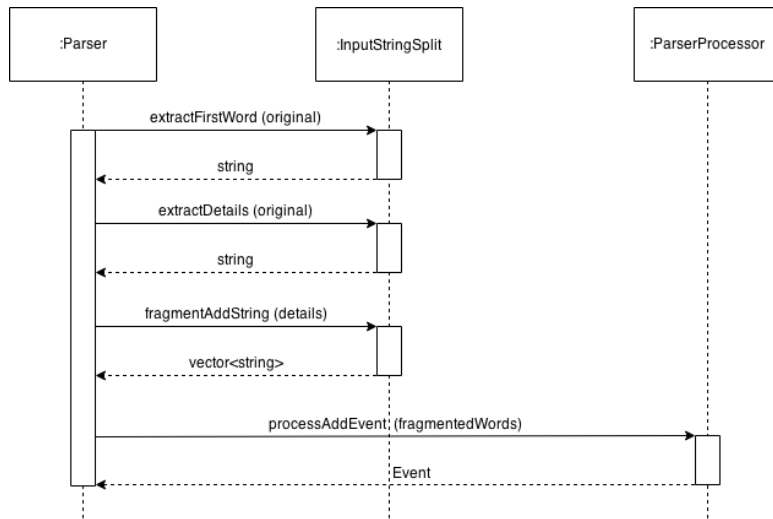 :Parser
:InputStringSplit
:ParserProcessor
extractFirstWord (original)
string
extractDetails (original)
string
fragmentAddString (details)
vector<string>
processAddEvent (fragmentedWords)
Event